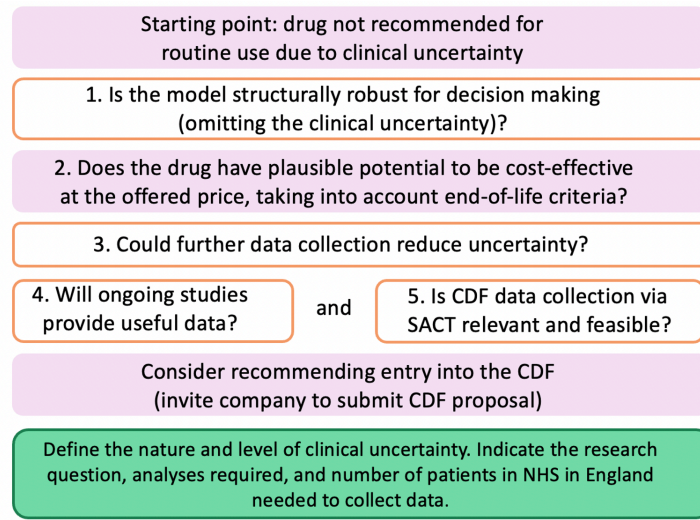 Starting point: drug not recommended for
routine use due to clinical uncertainty
1. Is the model structurally robust for decision making
(omitting the clinical uncertainty)?
2. Does the drug have plausible potential to be cost-effective
at the offered price, taking into account end-of-life criteria?
3. Could further data collection reduce uncertainty?
4. Will ongoing studies
provide useful data?
and
5. Is CDF data collection via
SACT relevant and feasible?
Consider recommending entry into the CDF
(invite company to submit CDF proposal)
Define the nature and level of clinical uncertainty. Indicate the research
question, analyses required, and number of patients in NHS in England
needed to collect data.